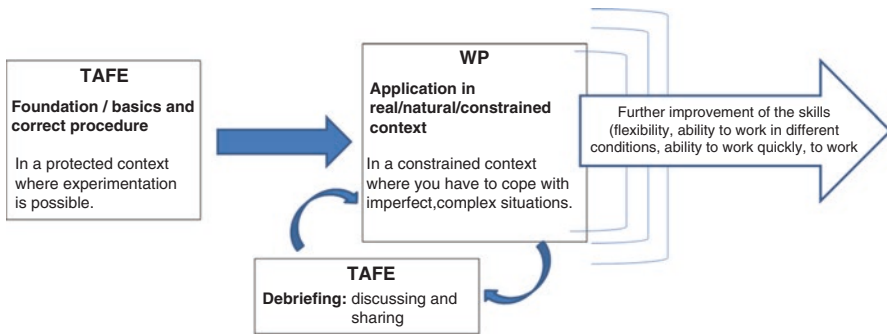 TAFE
Foundation / basics and
correct procedure
In a protected context
where experimentation
is possible.
WP
Application in
real/natural/constrained
context
In a constrained context
where you have to cope with
imperfect,complex situations.
Further improvement of the skills
(flexibility, ability to work in different
conditions, ability to work quickly, to work
TAFE
Debriefing: discussing and
sharing